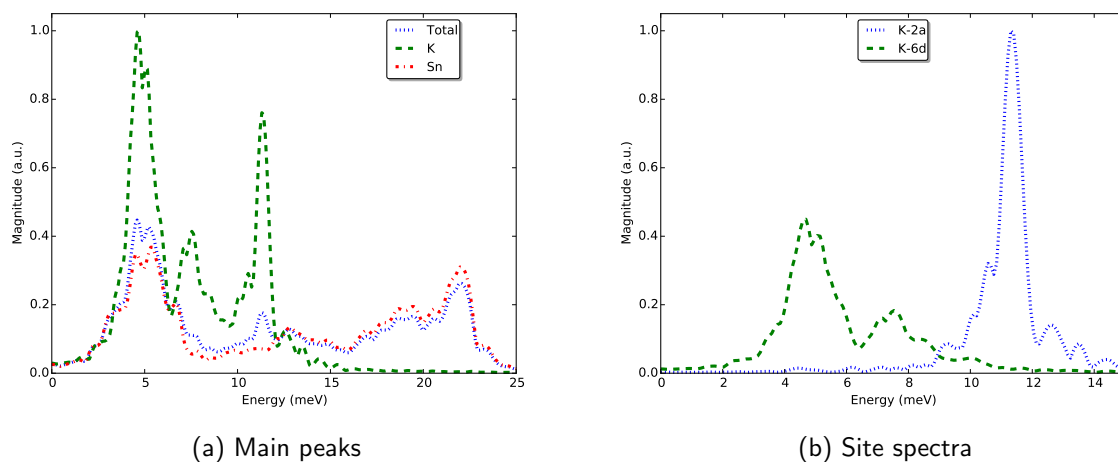 1.0
0.8
0.6
0.4
0.2
0.0
Magnitude (a.u.)
0 5 10 15 20 25
Energy (meV)
Total
K
Sn
(a) Main peaks
1.0
0.8
0.6
0.4
0.2
0.0
Magnitude (a.u.)
0 2 4 6 8 10 12 14
Energy (meV)
K-2a
K-6d
(b) Site spectra